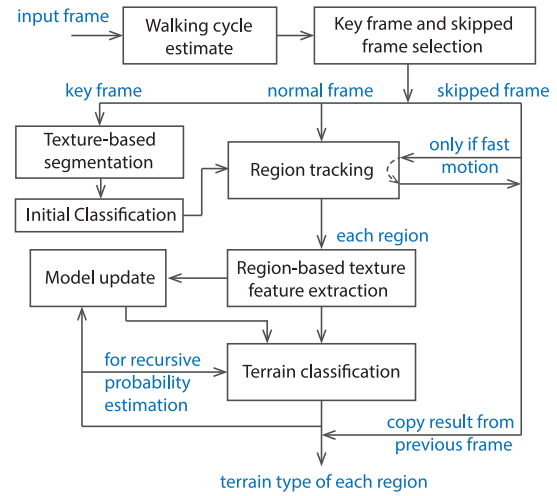 input frame
Walking cycle
estimate
Key frame and skipped
frame selection
key frame
normal frame
skipped frame
Texture-based
segmentation
Initial Classification
Region tracking
only if fast
motion
each region
Model update
Region-based texture
feature extraction
for recursive
probability
estimation
Terrain classification
copy result from
previous frame
terrain type of each region